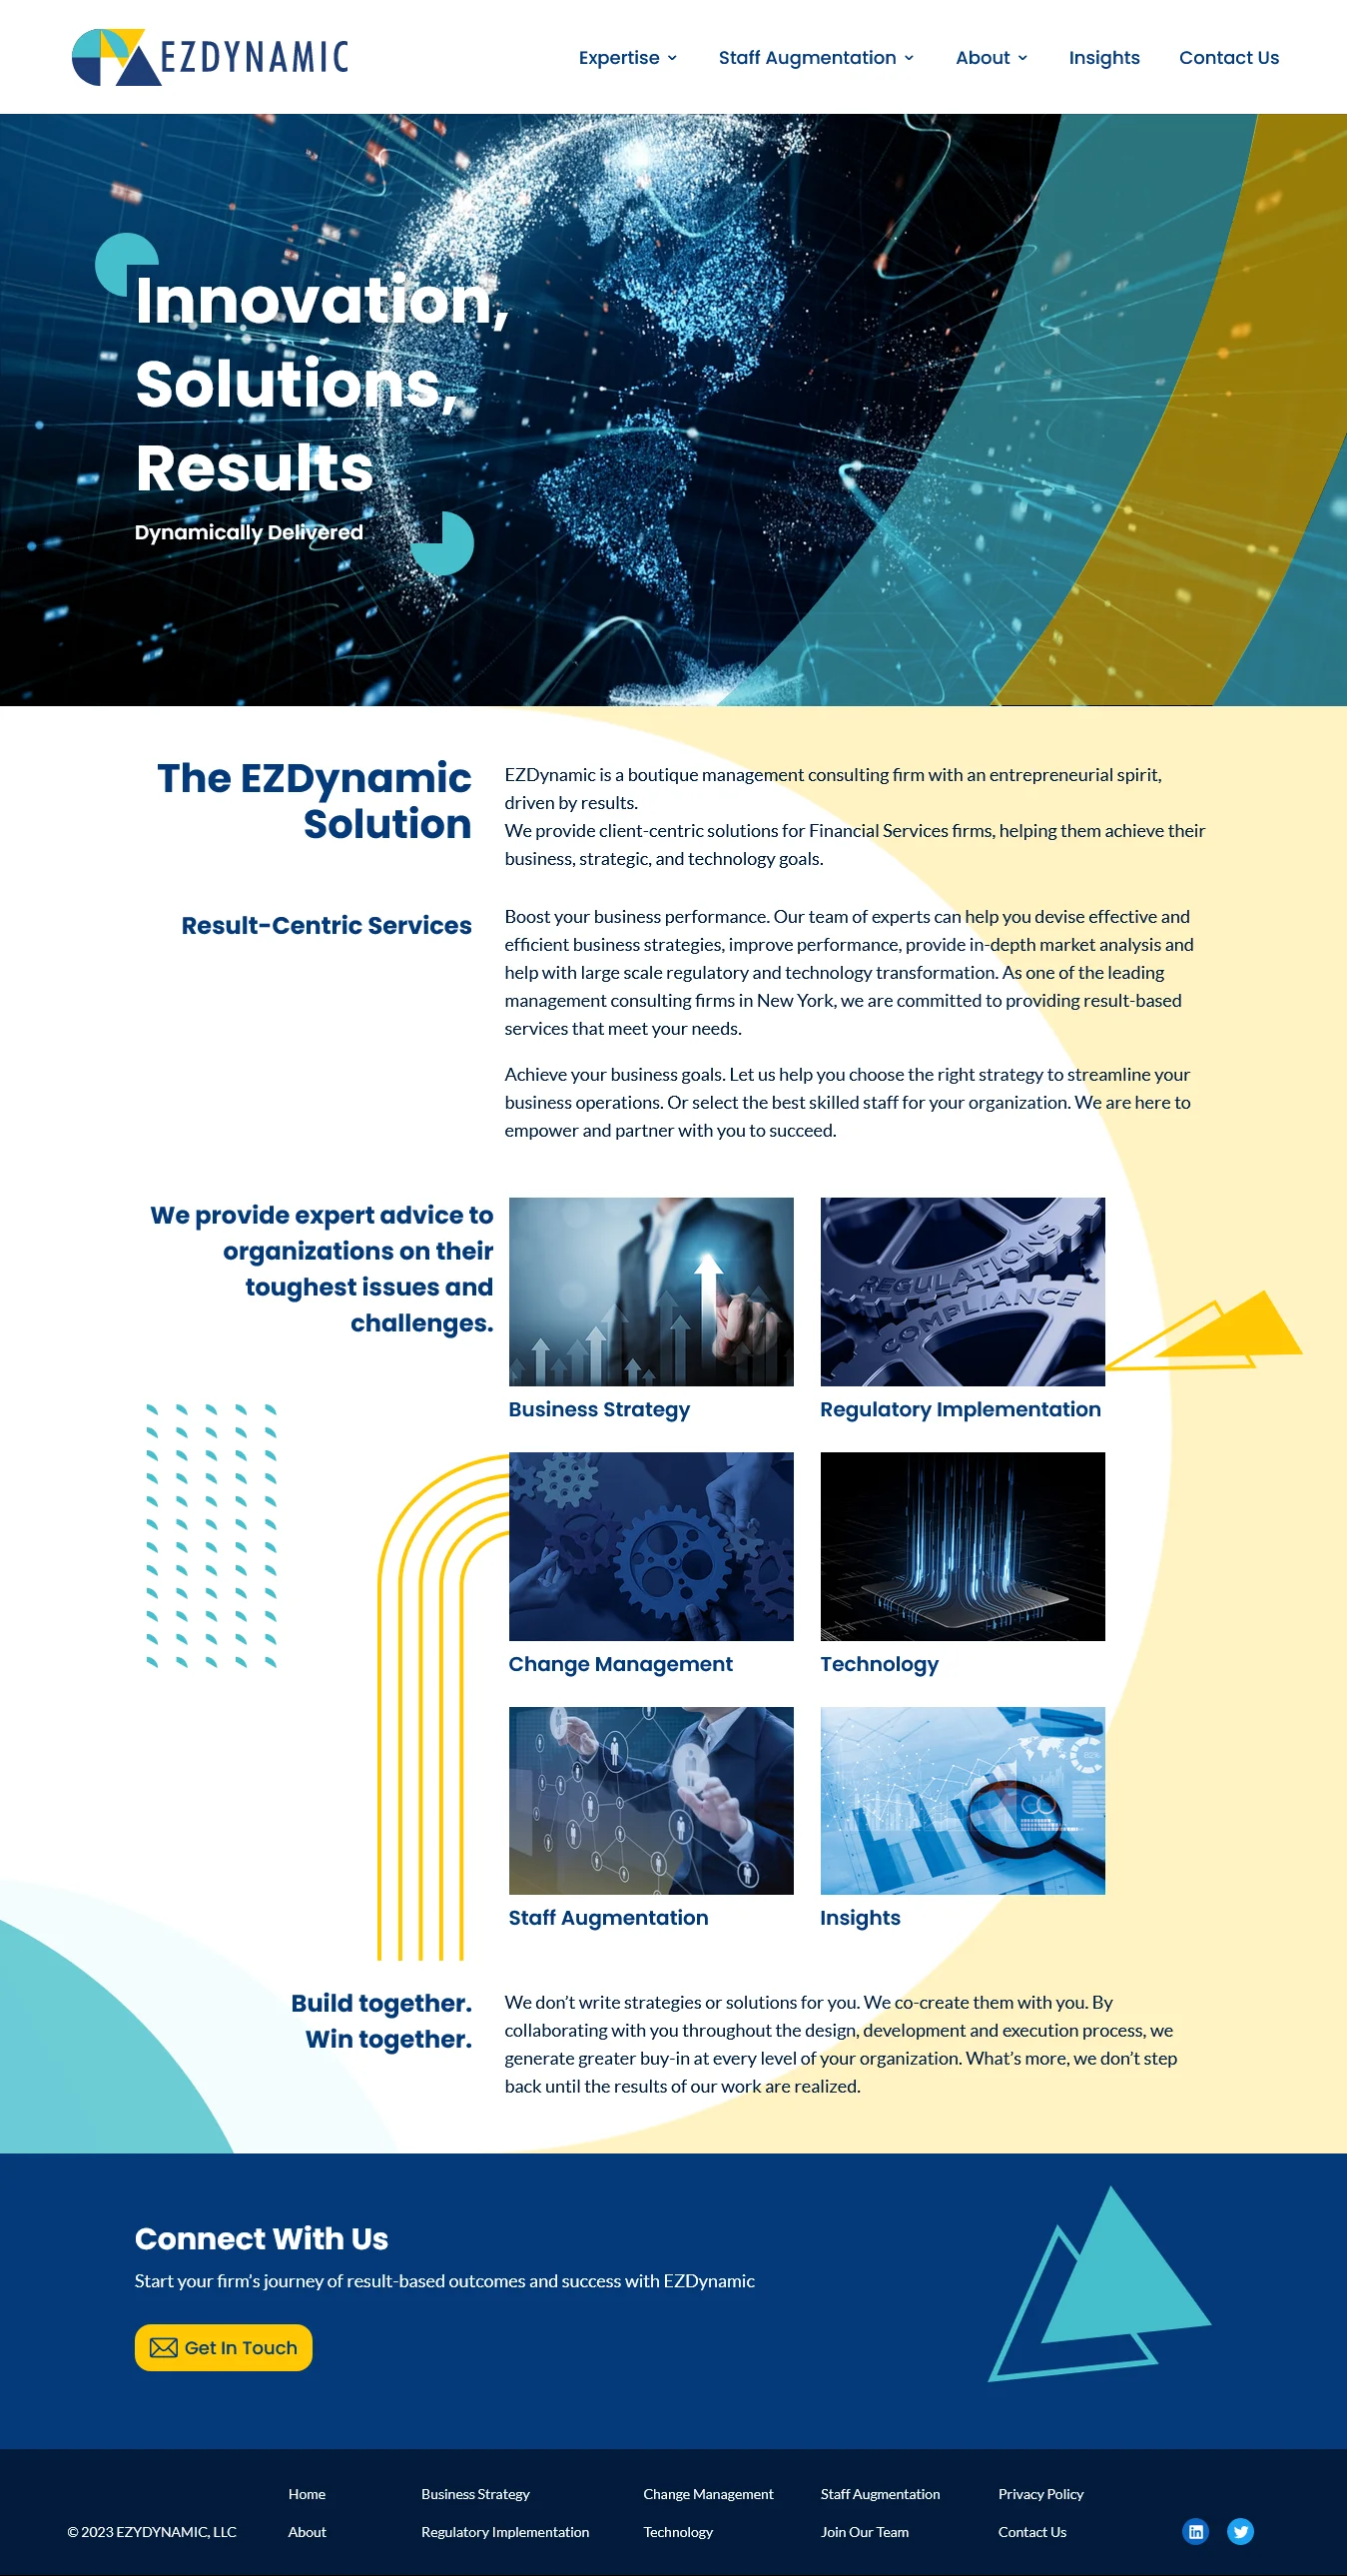 EZDYNAMIC
Expertise
Staff Augmentation
About
Insights
Contact Us
Innovation,
Solutions,
Results
Dynamically Delivered
The EZDynamic
Solution
EZDynamic is a boutique management consulting firm with an entrepreneurial spirit,
driven by results.
We provide client-centric solutions for Financial Services firms, helping them achieve their
business, strategic, and technology goals.
Result-Centric Services
Boost your business performance. Our team of experts can help you devise effective and
efficient business strategies, improve performance, provide in-depth market analysis and
help with large scale regulatory and technology transformation. As one of the leading
management consulting firms in New York, we are committed to providing result-based
services that meet your needs.
Achieve your business goals. Let us help you choose the right strategy to streamline your
business operations. Or select the best skilled staff for your organization. We are here to
empower and partner with you to succeed.
We provide expert advice to
organizations on their
toughest issues and
challenges.
REGULATIONS
COMPLIANCE
Business Strategy
Regulatory Implementation
Change Management
Technology
82%
Staff Augmentation
Insights
Build together.
Win together.
We don’t write strategies or solutions for you. We co-create them with you. By
collaborating with you throughout the design, development and execution process, we
generate greater buy-in at every level of your organization. What’s more, we don’t step
back until the results of our work are realized.
Connect With Us
Start your firm's journey of result-based outcomes and success with EZDynamic
Get In Touch
Home
Business Strategy
Change Management
Staff Augmentation
Privacy Policy
© 2023 EZYDYNAMIC, LLC
About
Regulatory Implementation
Technology
Join Our Team
Contact Us